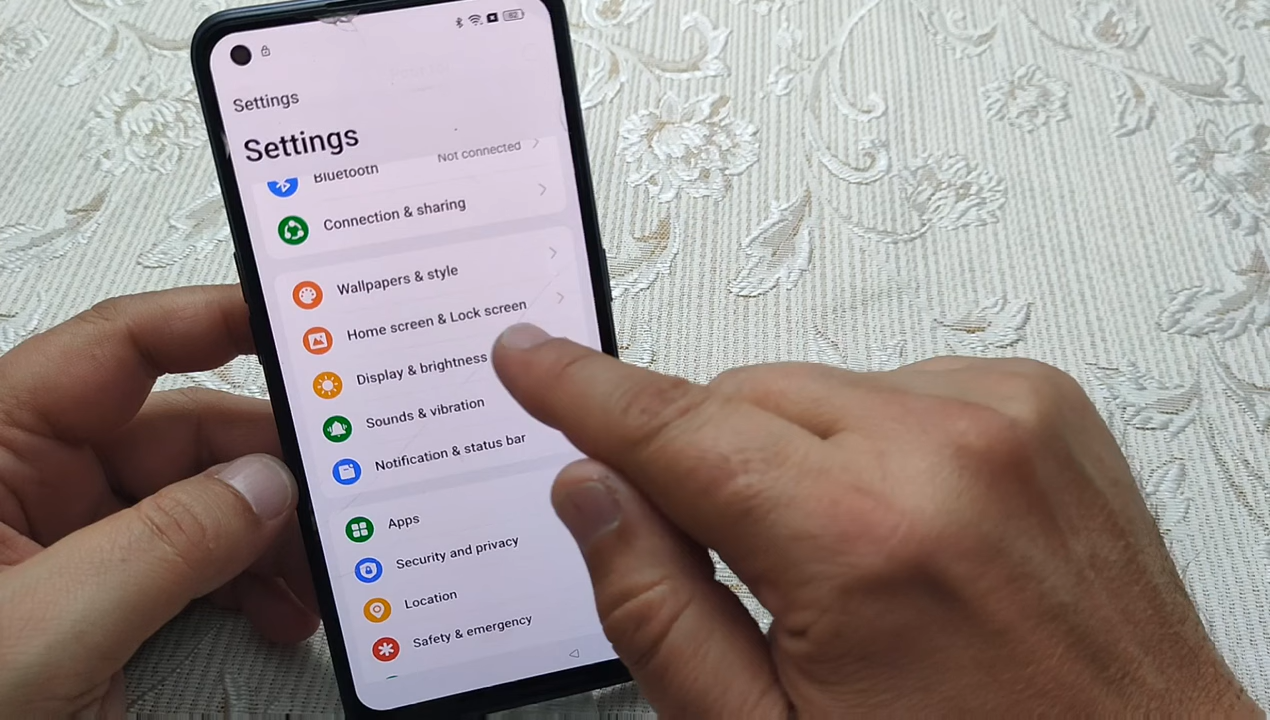 82
Settings
Settings
Bluetooth
Not connected
Connection & sharing
Wallpapers & style
Home screen & Lock screen
Display & brightness
Sounds & vibration
Notification & status bar
Apps
Security and privacy
Location
Safety & emergency